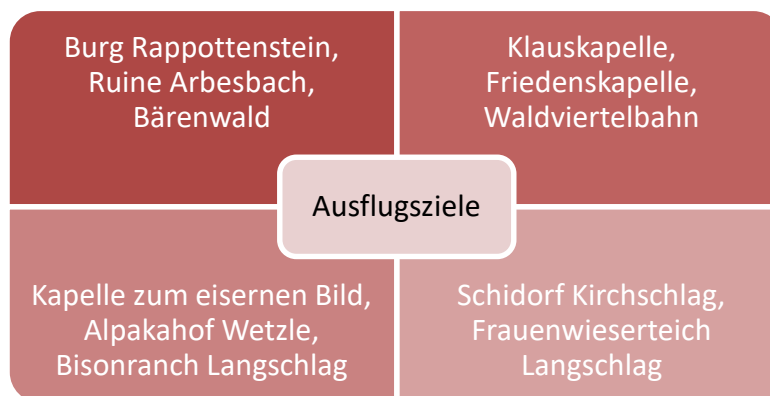 Burg Rappottenstein,
Ruine Arbesbach,
Bärenwald
Klauskapelle,
Friedenskapelle,
Waldviertelbahn
Ausflugsziele
Kapelle zum eisernen Bild,
Alpakahof Wetzle,
Bisonranch Langschlag
Schidorf Kirchschlag,
Frauenwieserteich
Langschlag